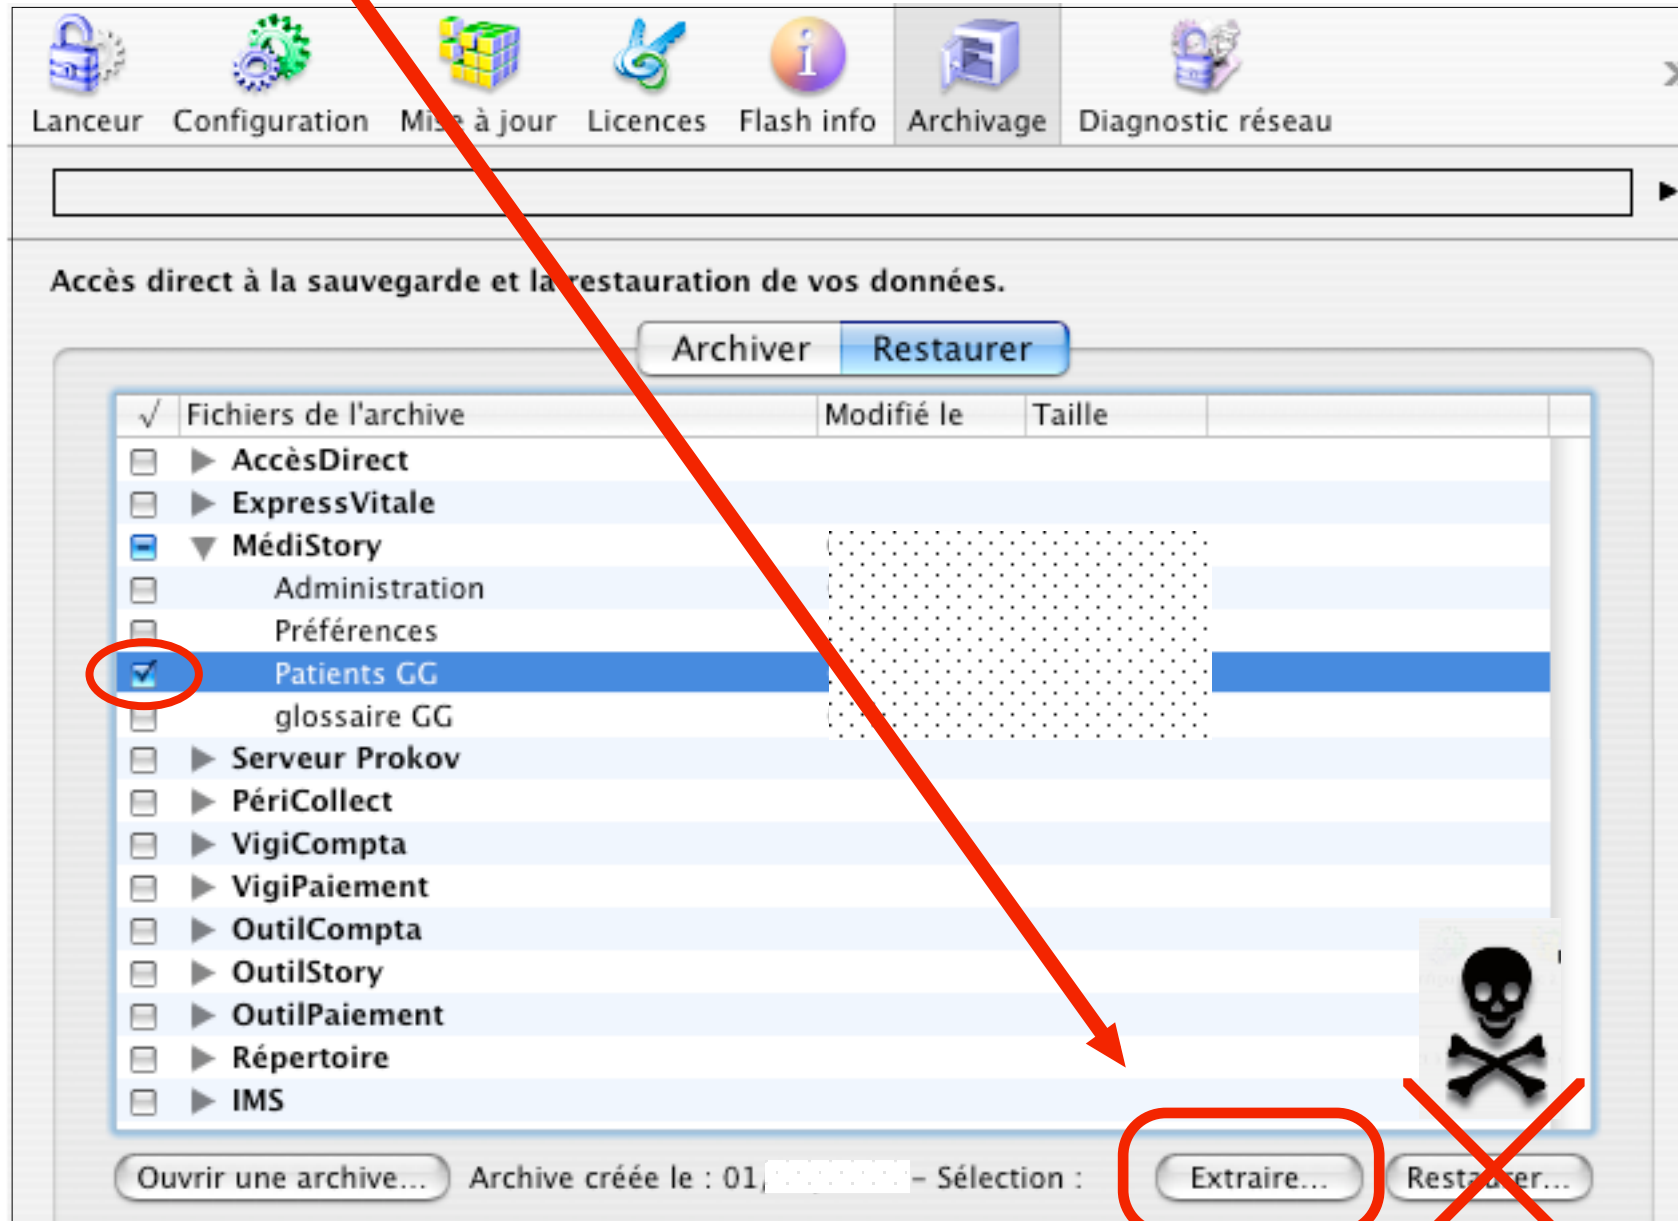 Lanceur Configuration Mise à jour Licences Flash info Archivage Diagnostic réseau
Accès direct à la sauvegarde et la restauration de vos données.
Archiver Restaurer
√ Fichiers de l'archive Modifié le Taille
AccèsDirect
ExpressVitale
MédiStory
Administration
Préférences
Patients GG
glossaire GG
Serveur Prokov
PériCollect
VigiCompta
VigiPaiement
OutilCompta
OutilStory
OutilPaiement
Répertoire
IMS
Ouvrir une archive... Archive créée le : 01, – Sélection : Extraire... Restaurer...